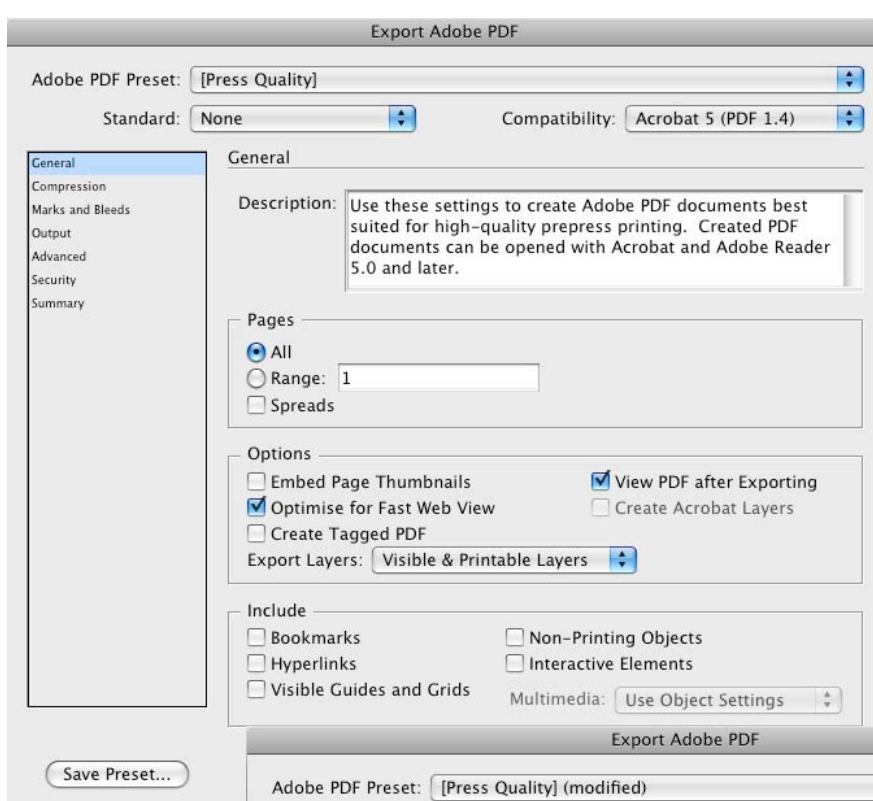 Export Adobe PDF
Adobe PDF Preset: [Press Quality]
Standard: None Compatibility: Acrobat 5 (PDF 1.4)
General
Compression
Marks and Bleeds
Output
Advanced
Security
Summary
General
Description: Use these settings to create Adobe PDF documents best
suited for high-quality prepress printing. Created PDF
documents can be opened with Acrobat and Adobe Reader
5.0 and later.
Pages
All
Range: 1
Spreads
Options
Embed Page Thumbnails View PDF after Exporting
Optimise for Fast Web View Create Acrobat Layers
Create Tagged PDF
Export Layers: Visible & Printable Layers
Include
Bookmarks Non-Printing Objects
Hyperlinks Interactive Elements
Visible Guides and Grids Multimedia: Use Object Settings
Save Preset...
Export Adobe PDF
Adobe PDF Preset: [Press Quality] (modified)